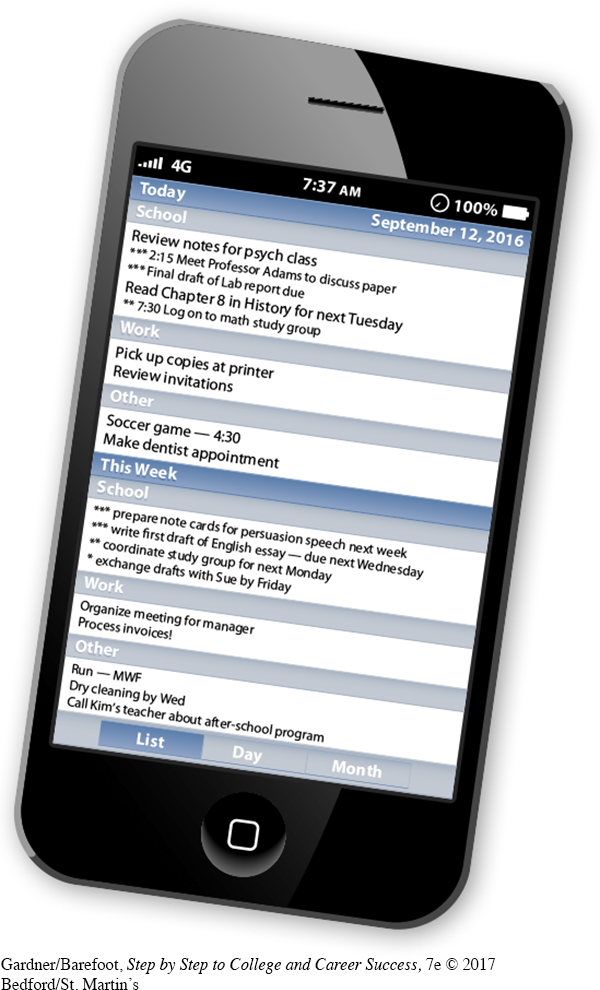 4G 7:37 AM 100%
Today September 12, 2016
School
Review notes for psych class
*** 2:15 Meet Professor Adams to discuss paper
*** Final draft of Lab report due
Read Chapter 8 in History for next Tuesday
** 7:30 Log on to math study group
Work
Pick up copies at printer
Review invitations
Other
Soccer game — 4:30
Make dentist appointment
This Week
School
*** prepare note cards for persuasion speech next week
*** write first draft of English essay — due next Wednesday
** coordinate study group for next Monday
* exchange drafts with Sue by Friday
Work
Organize meeting for manager
Process invoices!
Other
Run — MWF
Dry cleaning by Wed
Call Kim's teacher about after-school program
List Day Month
Gardner/Barefoot, Step by Step to College and Career Success, 7e © 2017
Bedford/St. Martin`s